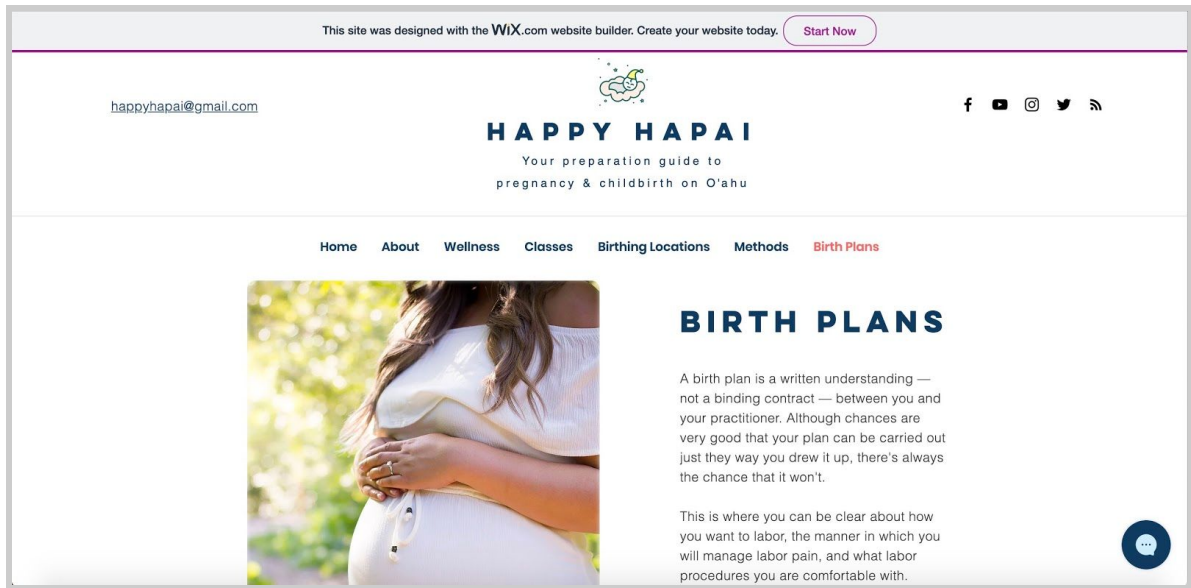 This site was designed with the WiX.com website builder. Create your website today. Start Now
happyhapai@gmail.com
HAPPY HAPAI
Your preparation guide to
pregnancy & childbirth on O'ahu
Home About Wellness Classes Birthing Locations Methods Birth Plans
BIRTH PLANS
A birth plan is a written understanding —
not a binding contract — between you and
your practitioner. Although chances are
very good that your plan can be carried out
just they way you drew it up, there's always
the chance that it won't.
This is where you can be clear about how
you want to labor, the manner in which you
will manage labor pain, and what labor
procedures you are comfortable with.